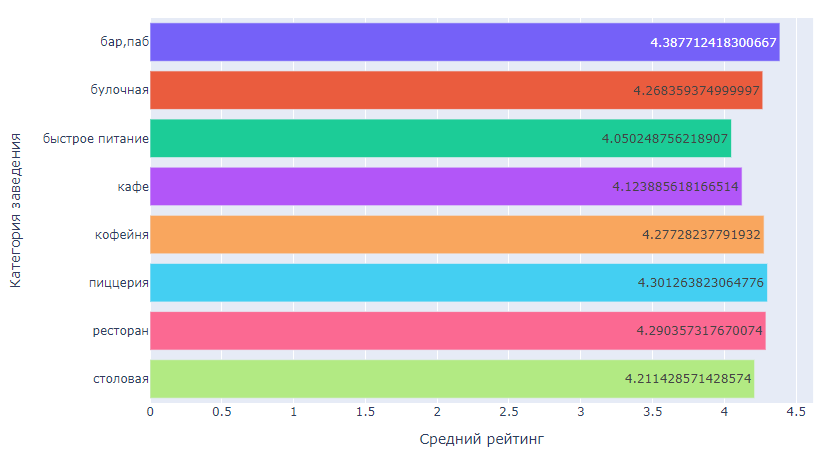 бар,паб
4.387712418300667
булочная
4.268359374999997
быстрое питание
4.050248756218907
кафе
4.123885618166514
кофейня
4.27728237791932
пиццерия
4.301263823064776
ресторан
4.290357317670074
столовая
4.211428571428574
0 0.5 1 1.5 2 2.5 3 3.5 4 4.5
Средний рейтинг
Категория заведения